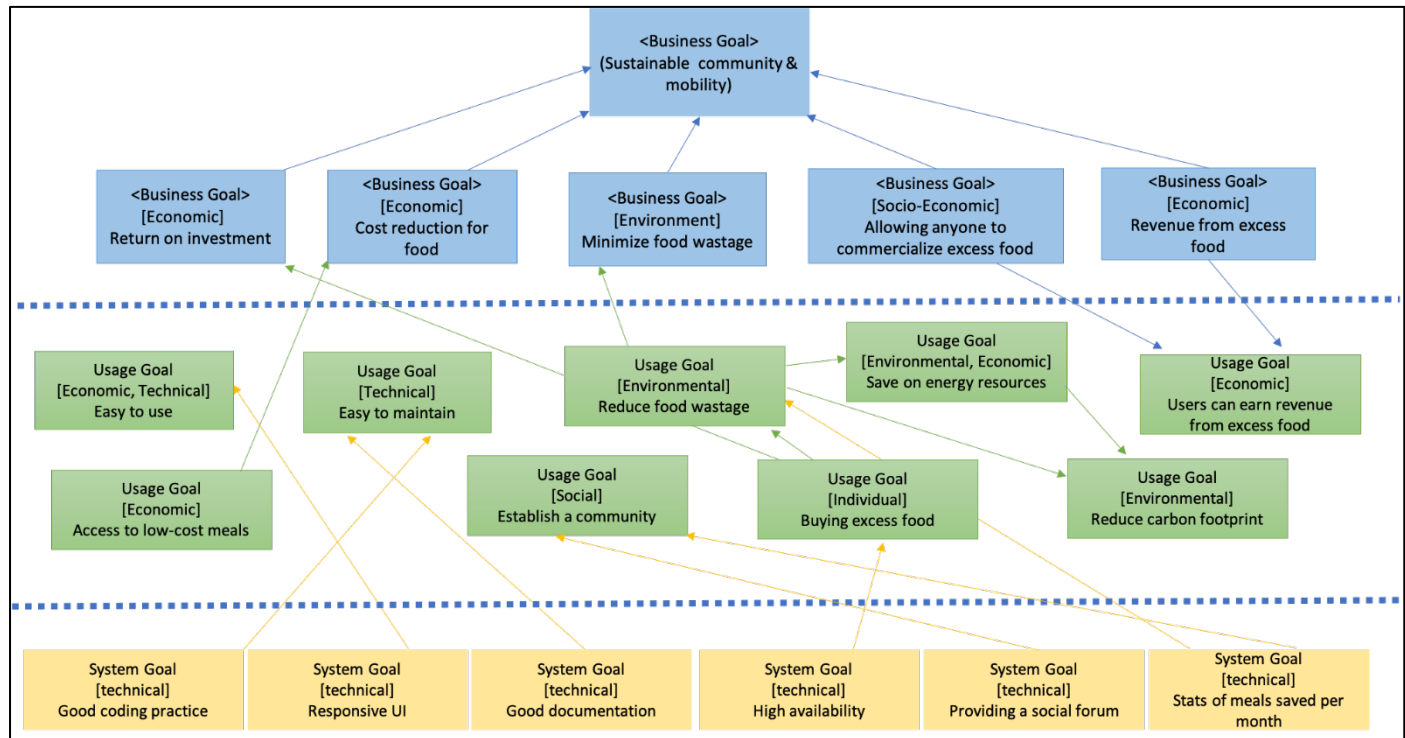 <Business Goal>
(Sustainable community &
mobility)
<Business Goal>
[Economic]
Return on investment
<Business Goal>
[Economic]
Cost reduction for
food
<Business Goal>
[Environment]
Minimize food wastage
<Business Goal>
[Socio-Economic]
Allowing anyone to
commercialize excess food
<Business Goal>
[Economic]
Revenue from excess
food
Usage Goal
[Economic, Technical]
Easy to use
Usage Goal
[Technical]
Easy to maintain
Usage Goal
[Environmental]
Reduce food wastage
Usage Goal
[Environmental, Economic]
Save on energy resources
Usage Goal
[Economic]
Users can earn revenue
from excess food
Usage Goal
[Economic]
Access to low-cost meals
Usage Goal
[Social]
Establish a community
Usage Goal
[Individual]
Buying excess food
Usage Goal
[Environmental]
Reduce carbon footprint
System Goal
[technical]
Good coding practice
System Goal
[technical]
Responsive UI
System Goal
[technical]
Good documentation
System Goal
[technical]
High availability
System Goal
[technical]
Providing a social forum
System Goal
[technical]
Stats of meals saved per
month